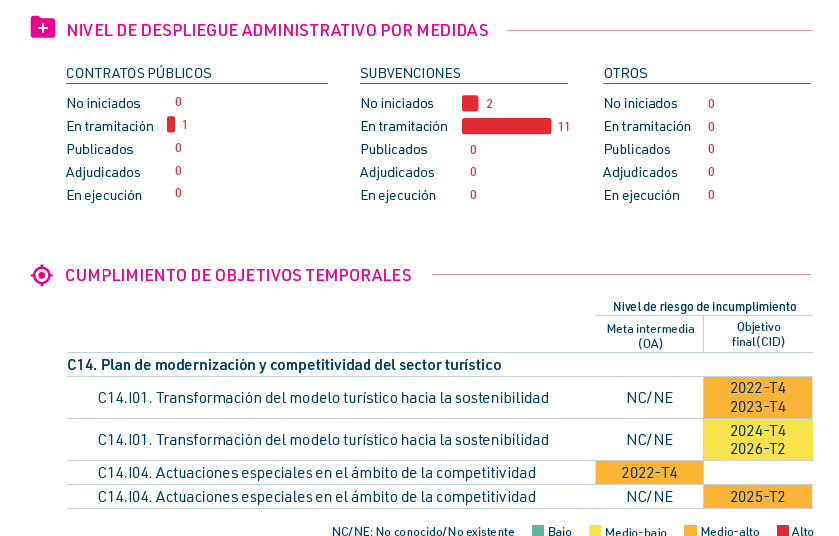 NIVEL DE DESPLIEGUE ADMINISTRATIVO POR MEDIDAS
CONTRATOS PÚBLICOS
No iniciados 0
En tramitación 1
Publicados 0
Adjudicados 0
En ejecución 0
SUBVENCIONES
No iniciados 2
En tramitación 11
Publicados 0
Adjudicados 0
En ejecución 0
OTROS
No iniciados 0
En tramitación 0
Publicados 0
Adjudicados 0
En ejecución 0
CUMPLIMIENTO DE OBJETIVOS TEMPORALES
Nivel de riesgo de incumplimiento
Meta intermedia
(OA)
Objetivo
final(CID)
C14. Plan de modernización y competitividad del sector turístico
C14.I01. Transformación del modelo turístico hacia la sostenibilidad NC/NE 2022-T4
2023-T4
C14.I01. Transformación del modelo turístico hacia la sostenibilidad NC/NE 2024-T4
2026-T2
C14.I04. Actuaciones especiales en el ámbito de la competitividad 2022-T4
C14.I04. Actuaciones especiales en el ámbito de la competitividad NC/NE 2025-T2
NC/NE: No conocido/No existente Bajo Medio-bajo Medio-alto Alto